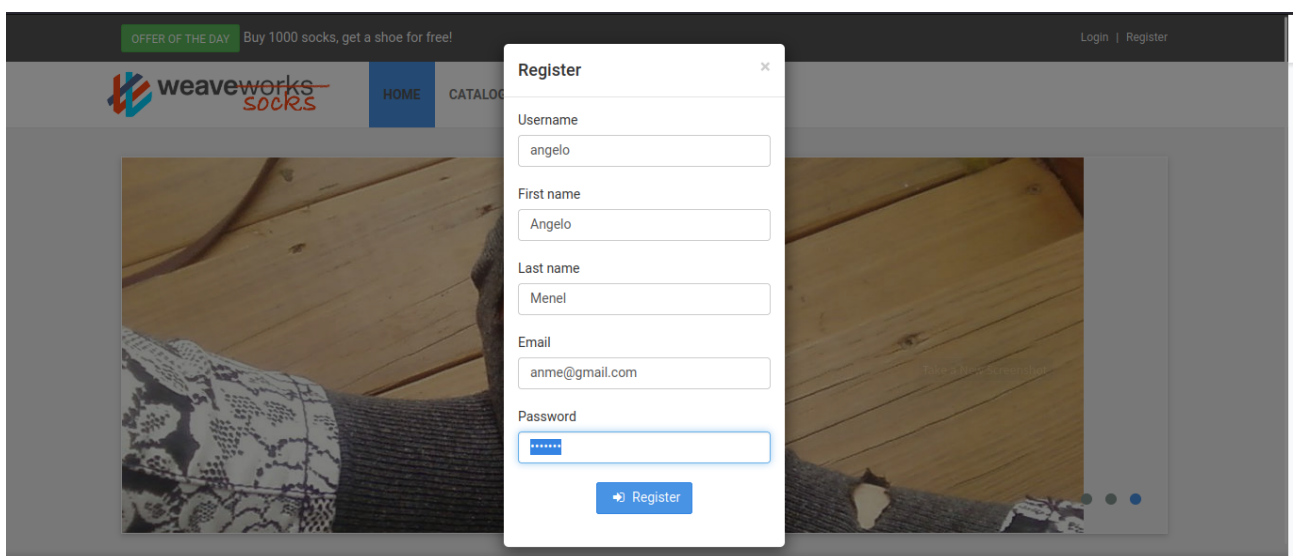 OFFER OF THE DAY Buy 1000 socks, get a shoe for free!
Login | Register
weaveworks
socks
HOME
CATALOG
Register ×
Username
angelo
First name
Angelo
Last name
Menel
Email
anme@gmail.com
Password
•••••••
Register